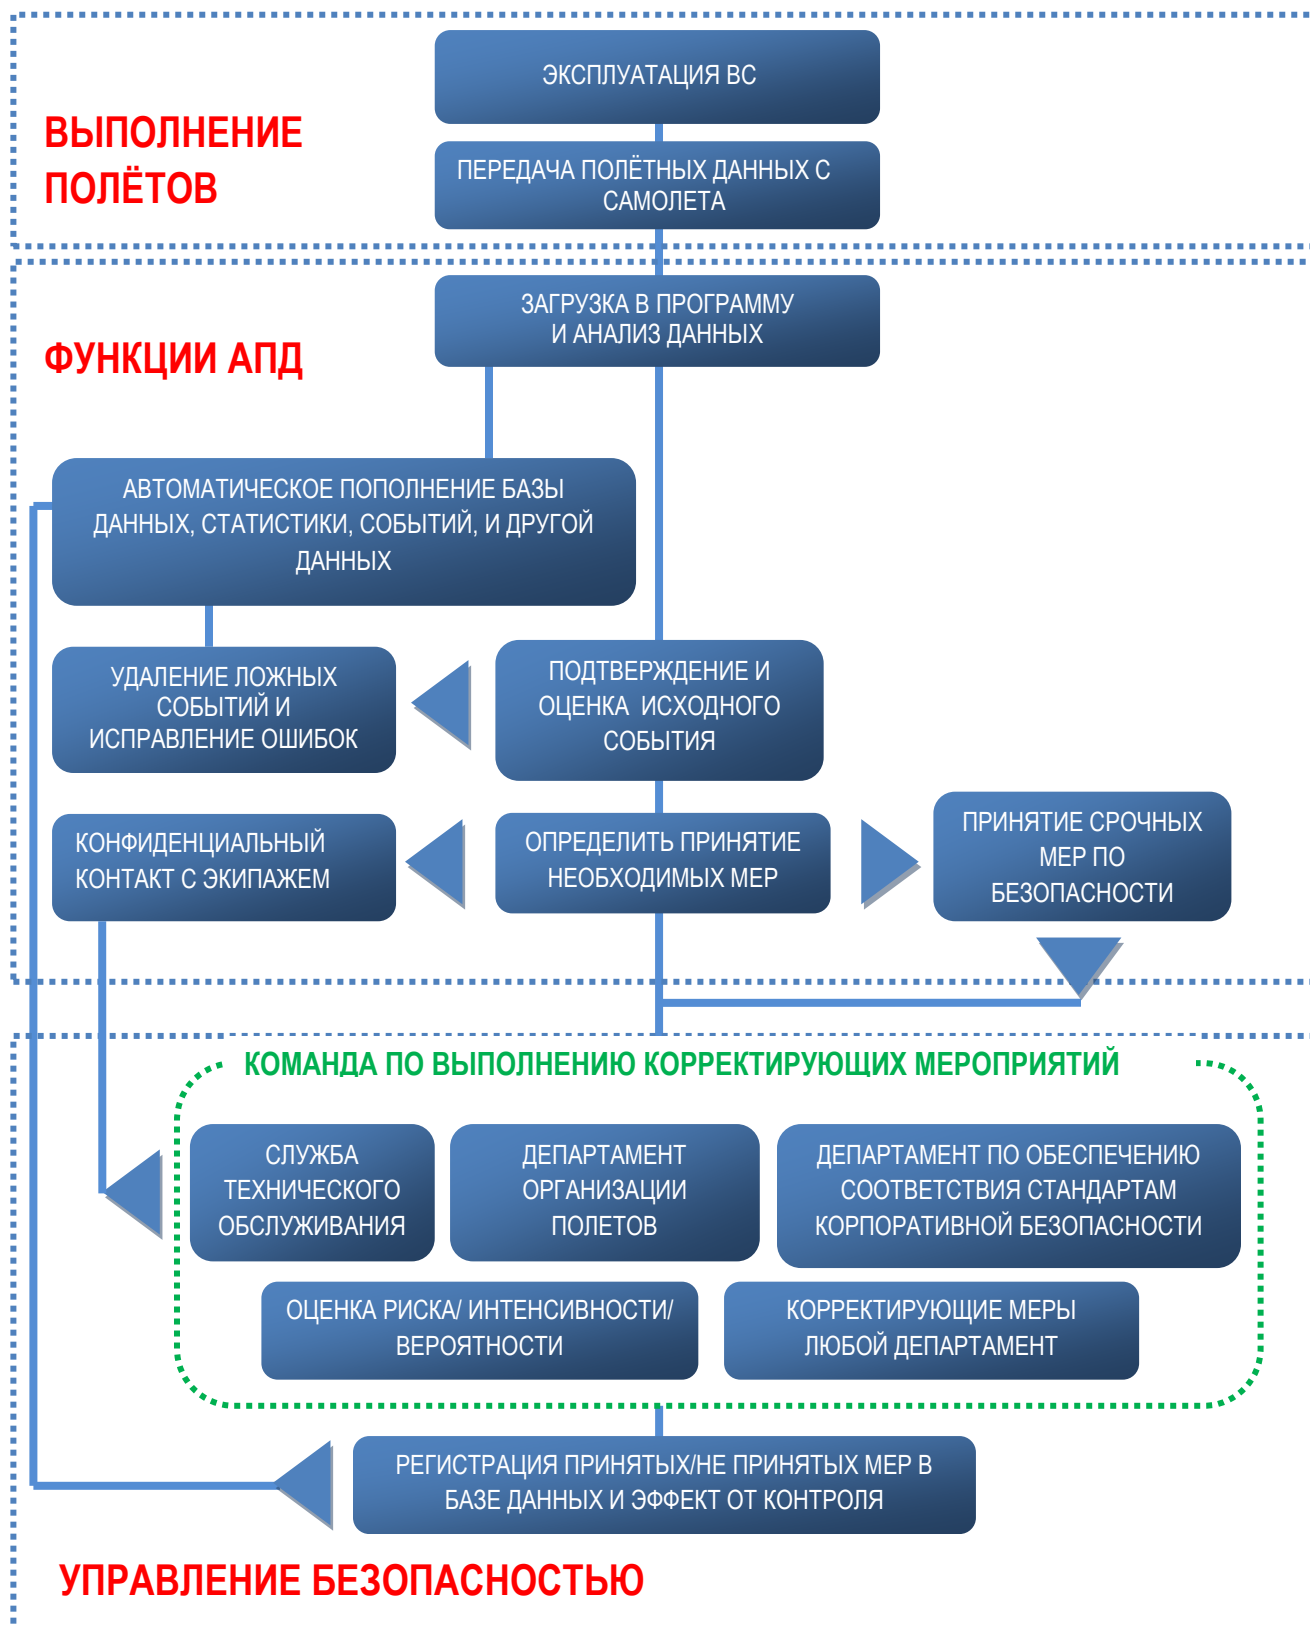 ЭКСПЛУАТАЦИЯ ВС
ВЫПОЛНЕНИЕ
ПОЛЁТОВ
ПЕРЕДАЧА ПОЛЁТНЫХ ДАННЫХ С
САМОЛЕТА
ЗАГРУЗКА В ПРОГРАММУ
И АНАЛИЗ ДАННЫХ
ФУНКЦИИ АПД
АВТОМАТИЧЕСКОЕ ПОПОЛНЕНИЕ БАЗЫ
ДАННЫХ, СТАТИСТИКИ, СОБЫТИЙ, И ДРУГОЙ
ДАННЫХ
УДАЛЕНИЕ ЛОЖНЫХ
СОБЫТИЙ И
ИСПРАВЛЕНИЕ ОШИБОК
ПОДТВЕРЖДЕНИЕ И
ОЦЕНКА ИСХОДНОГО
СОБЫТИЯ
КОНФИДЕНЦИАЛЬНЫЙ
КОНТАКТ С ЭКИПАЖЕМ
ОПРЕДЕЛИТЬ ПРИНЯТИЕ
НЕОБХОДИМЫХ МЕР
ПРИНЯТИЕ СРОЧНЫХ
МЕР ПО
БЕЗОПАСНОСТИ
КОМАНДА ПО ВЫПОЛНЕНИЮ КОРРЕКТИРУЮЩИХ МЕРОПРИЯТИЙ
СЛУЖБА
ТЕХНИЧЕСКОГО
ОБСЛУЖИВАНИЯ
ДЕПАРТАМЕНТ
ОРГАНИЗАЦИИ
ПОЛЕТОВ
ДЕПАРТАМЕНТ ПО ОБЕСПЕЧЕНИЮ
СООТВЕТСТВИЯ СТАНДАРТАМ
КОРПОРАТИВНОЙ БЕЗОПАСНОСТИ
ОЦЕНКА РИСКА/ ИНТЕНСИВНОСТИ/
ВЕРОЯТНОСТИ
КОРРЕКТИРУЮЩИЕ МЕРЫ
ЛЮБОЙ ДЕПАРТАМЕНТ
РЕГИСТРАЦИЯ ПРИНЯТЫХ/НЕ ПРИНЯТЫХ МЕР В
БАЗЕ ДАННЫХ И ЭФФЕКТ ОТ КОНТРОЛЯ
УПРАВЛЕНИЕ БЕЗОПАСНОСТЬЮ